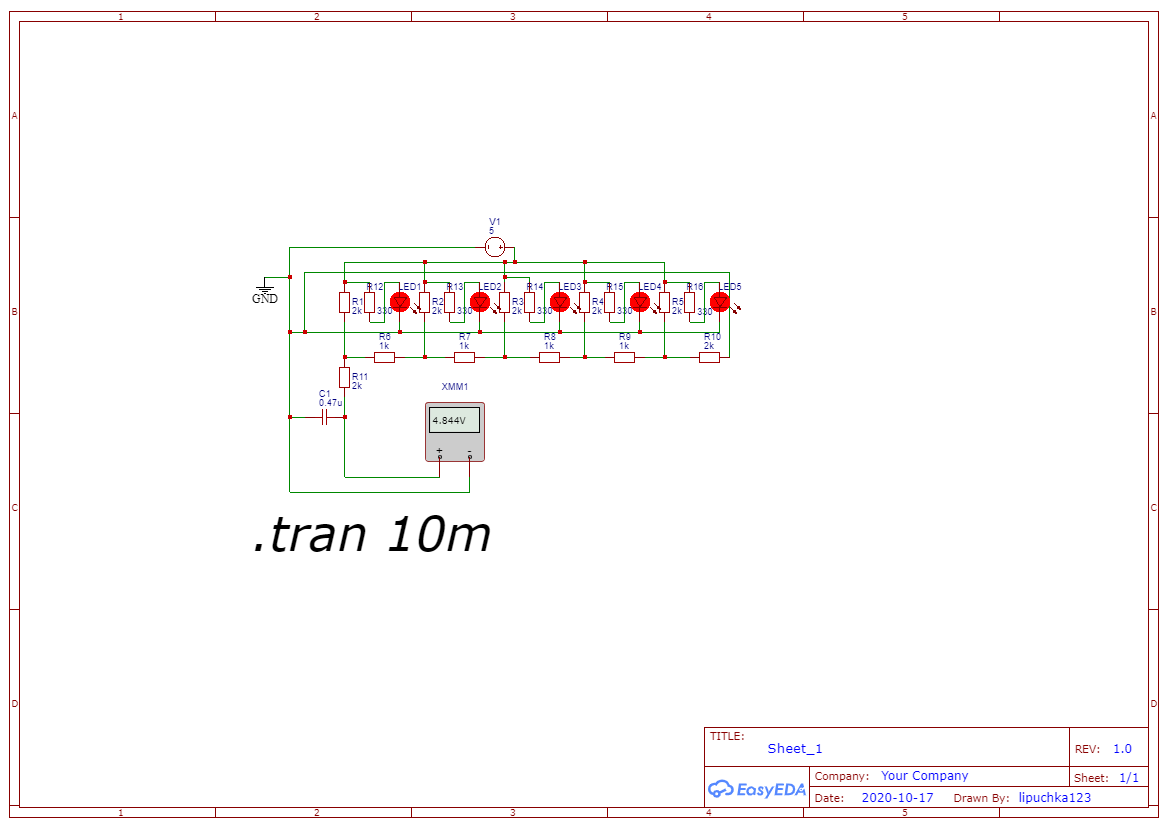 1 2 3 4 5
A A
V1
5
GND
R12 LED1 R13 LED2 R14 LED3 R15 LED4 R16 LED5
B R1 R2 R3 R4 R5 B
2k 330 2k 330 2k 330 2k 330 2k 330
R6 R7 R8 R9 R10
1k 1k 1k 1k 2k
R11
2k
C1
0.47u
XMM1
4.844V
+ -
C C
.tran 10m
D D
TITLE:
Sheet_1
REV: 1.0
EasyEDA
Company: Your Company
Sheet: 1/1
Date: 2020-10-17 Drawn By: lipuchka123
1 2 3 4 5